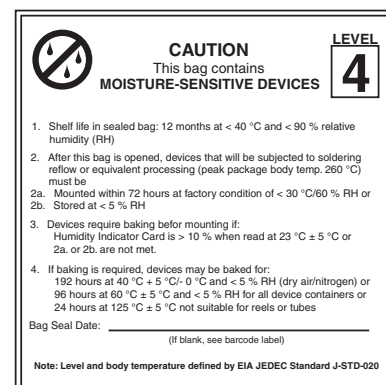 LEVEL
4
CAUTION
This bag contains
MOISTURE-SENSITIVE DEVICES
1. Shelf life in sealed bag: 12 months at < 40 °C and < 90 % relative
humidity (RH)
2. After this bag is opened, devices that will be subjected to soldering
reflow or equivalent processing (peak package body temp. 260 °C)
must be
2a. Mounted within 72 hours at factory condition of < 30 °C/60 % RH or
2b. Stored at < 5 % RH
3. Devices require baking befor mounting if:
Humidity Indicator Card is > 10 % when read at 23 °C ± 5 °C or
2a. or 2b. are not met.
4. If baking is required, devices may be baked for:
192 hours at 40 °C + 5 °C/- 0 °C and < 5 % RH (dry air/nitrogen) or
96 hours at 60 °C ± 5 °C and < 5 % RH for all device containers or
24 hours at 125 °C ± 5 °C not suitable for reels or tubes
Bag Seal Date:
(If blank, see barcode label)
Note: Level and body temperature defined by EIA JEDEC Standard J-STD-020